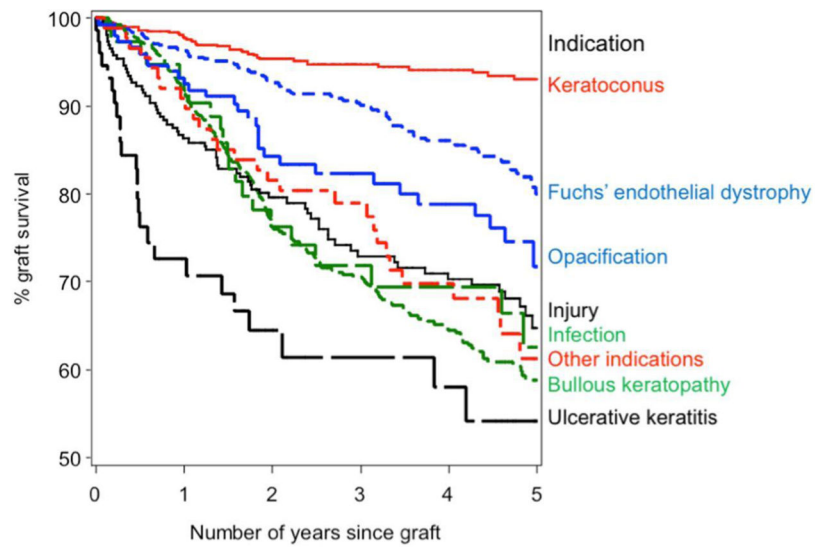 100
90
80
70
60
50
% graft survival
0 1 2 3 4 5
Number of years since graft
Indication
Keratoconus
Fuchs' endothelial dystrophy
Opacification
Injury
Infection
Other indications
Bullous keratopathy
Ulcerative keratitis